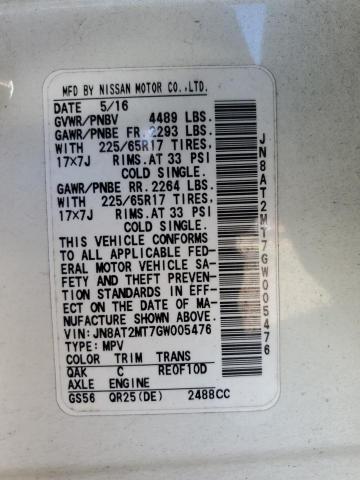 MFD BY NISSAN MOTOR CO.,LTD.
DATE 5/16
GVWR/PNBV 4489 LBS.
GAWR/PNBE FR. 2293 LBS.
WITH 225/65R17 TIRES,
17x7J RIMS.AT 33 PSI
COLD SINGLE.
GAWR/PNBE RR. 2264 LBS.
WITH 225/65R17 TIRES,
17x7J RIMS.AT 33 PSI
COLD SINGLE.
THIS VEHICLE CONFORMS
TO ALL APPLICABLE FED-
ERAL MOTOR VEHICLE SA-
FETY AND THEFT PREVEN-
TION STANDARDS IN EFF-
ECT ON THE DATE OF MA-
NUFACTURE SHOWN ABOVE.
VIN: JN8AT2MT7GW005476
TYPE: MPV
COLOR TRIM TRANS
QAK C RE0F10D
AXLE ENGINE
GS56 QR25(DE) 2488CC
JN8AT2MT7GW005476